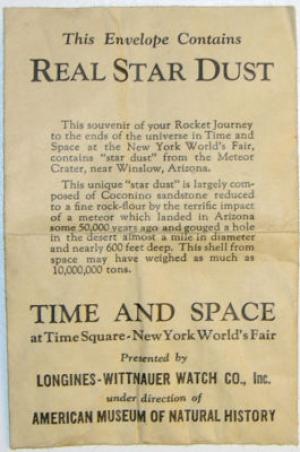 This Envelope Contains
REAL STAR DUST
This souvenir of your Rocket Journey
to the ends of the universe in Time and
Space at the New York World's Fair,
contains "star dust" from the Meteor
Crater, near Winslow, Arizona.
This unique "star dust" is largely com-
posed of Coconino sandstone reduced
to a fine rock-flour by the terrific impact
of a meteor which landed in Arizona
some 50,000 years ago and gouged a hole
in the desert almost a mile in diameter
and nearly 600 feet deep. This shell from
space may have weighed as much as
10,000,000 tons.
TIME AND SPACE
at Time Square-New York World's Fair
Presented by
LONGINES-WITTNAUER WATCH CO., Inc.
under direction of
AMERICAN MUSEUM OF NATURAL HISTORY